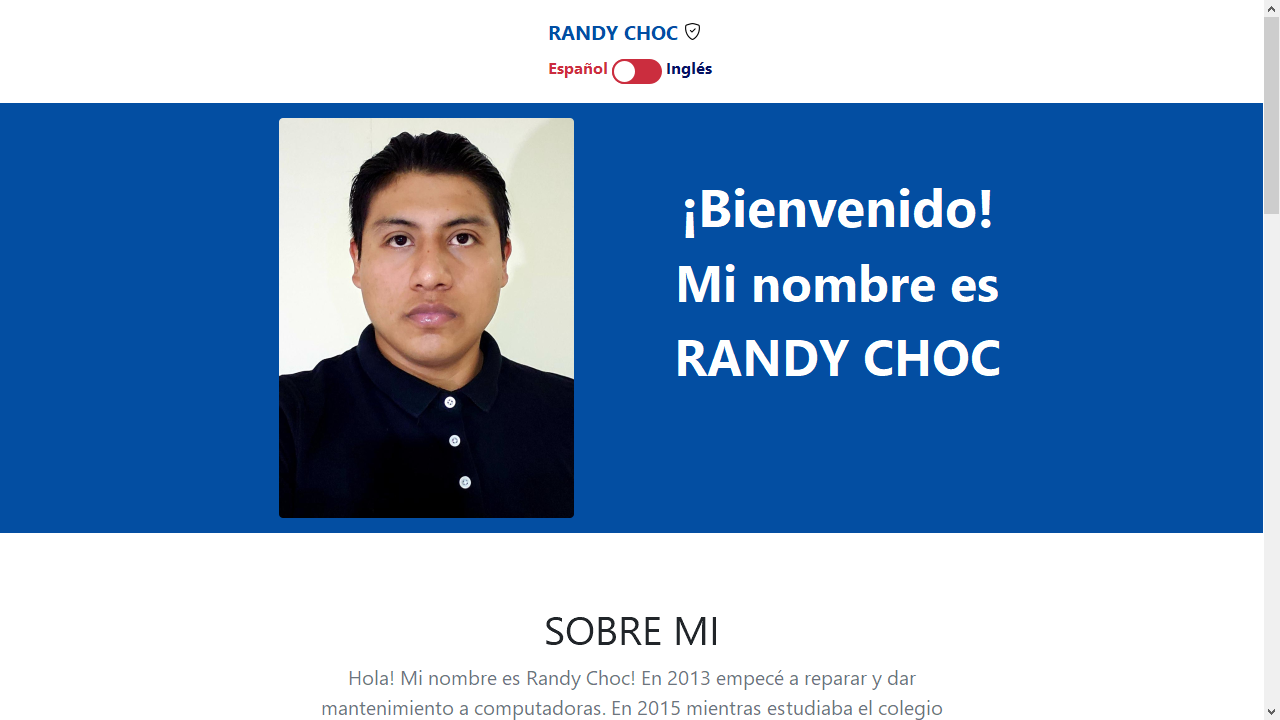 RANDY CHOC
Español Inglés
¡Bienvenido!
Mi nombre es
RANDY CHOC
SOBRE MI
Hola! Mi nombre es Randy Choc! En 2013 empecé a reparar y dar
mantenimiento a computadoras. En 2015 mientras estudiaba el colegio